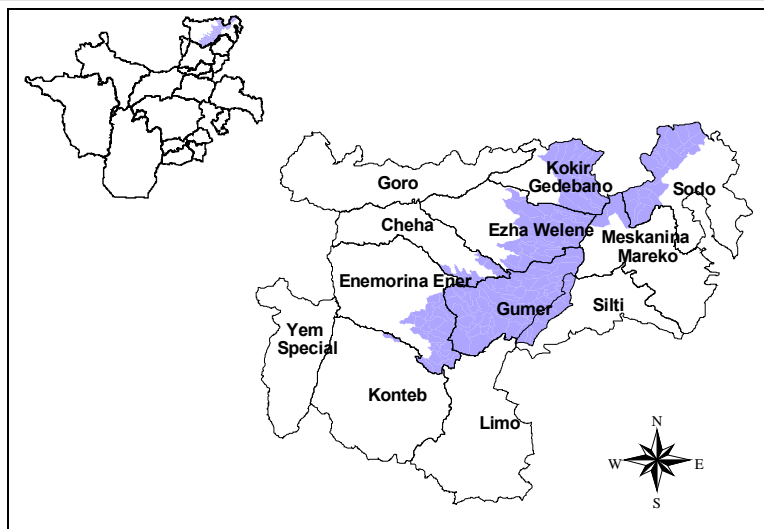 Kokir
Gedebano
Goro
Sodo
Cheha
Ezha Welene
Meskanina
Mareko
Enemorina Ener
Gumer
Silti
Yem
Special
Konteb
Limo
N
W
E
S